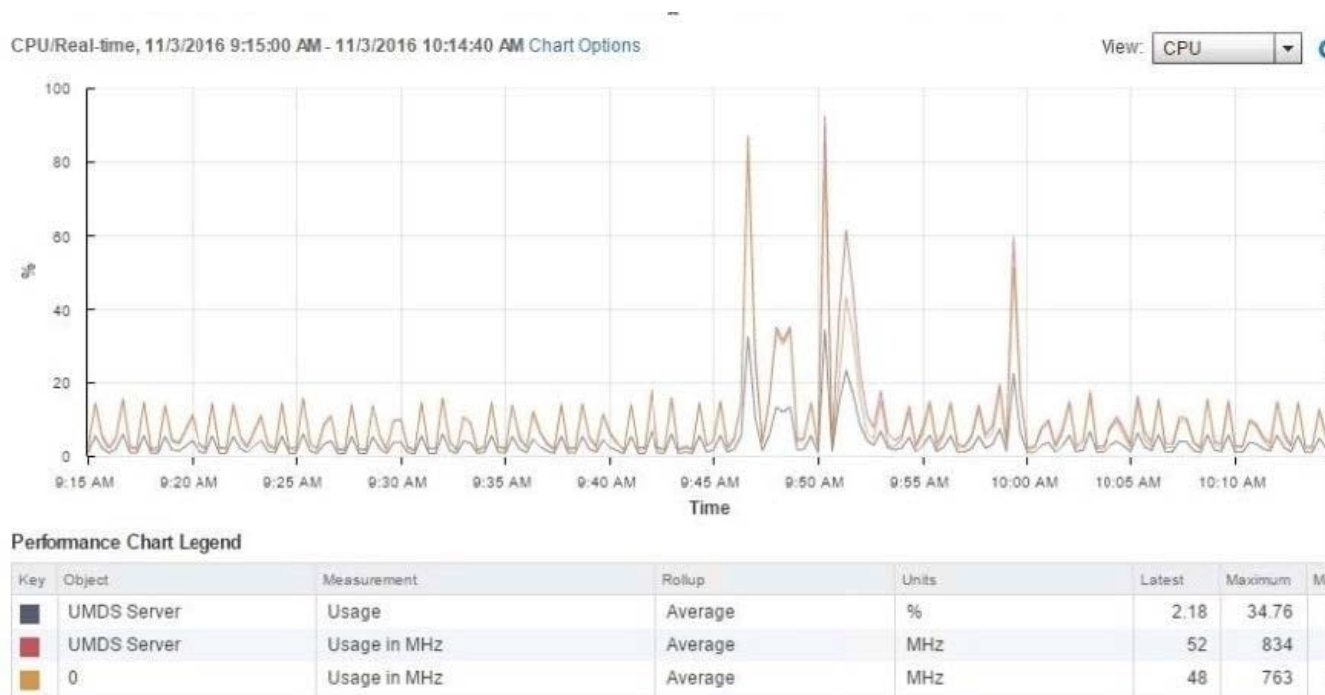 CPU/Real-time, 11/3/2016 9:15:00 AM - 11/3/2016 10:14:40 AM Chart Options
View: CPU
100
80
60
40
20
0
%
9:15 AM 9:20 AM 9:25 AM 9:30 AM 9:35 AM 9:40 AM 9:45 AM 9:50 AM 9:55 AM 10:00 AM 10:05 AM 10:10 AM
Time
Performance Chart Legend
Key Object Measurement Rollup Units Latest Maximum M
UMDS Server Usage Average % 2.18 34.76
UMDS Server Usage in MHz Average MHz 52 834
0 Usage in MHz Average MHz 48 763